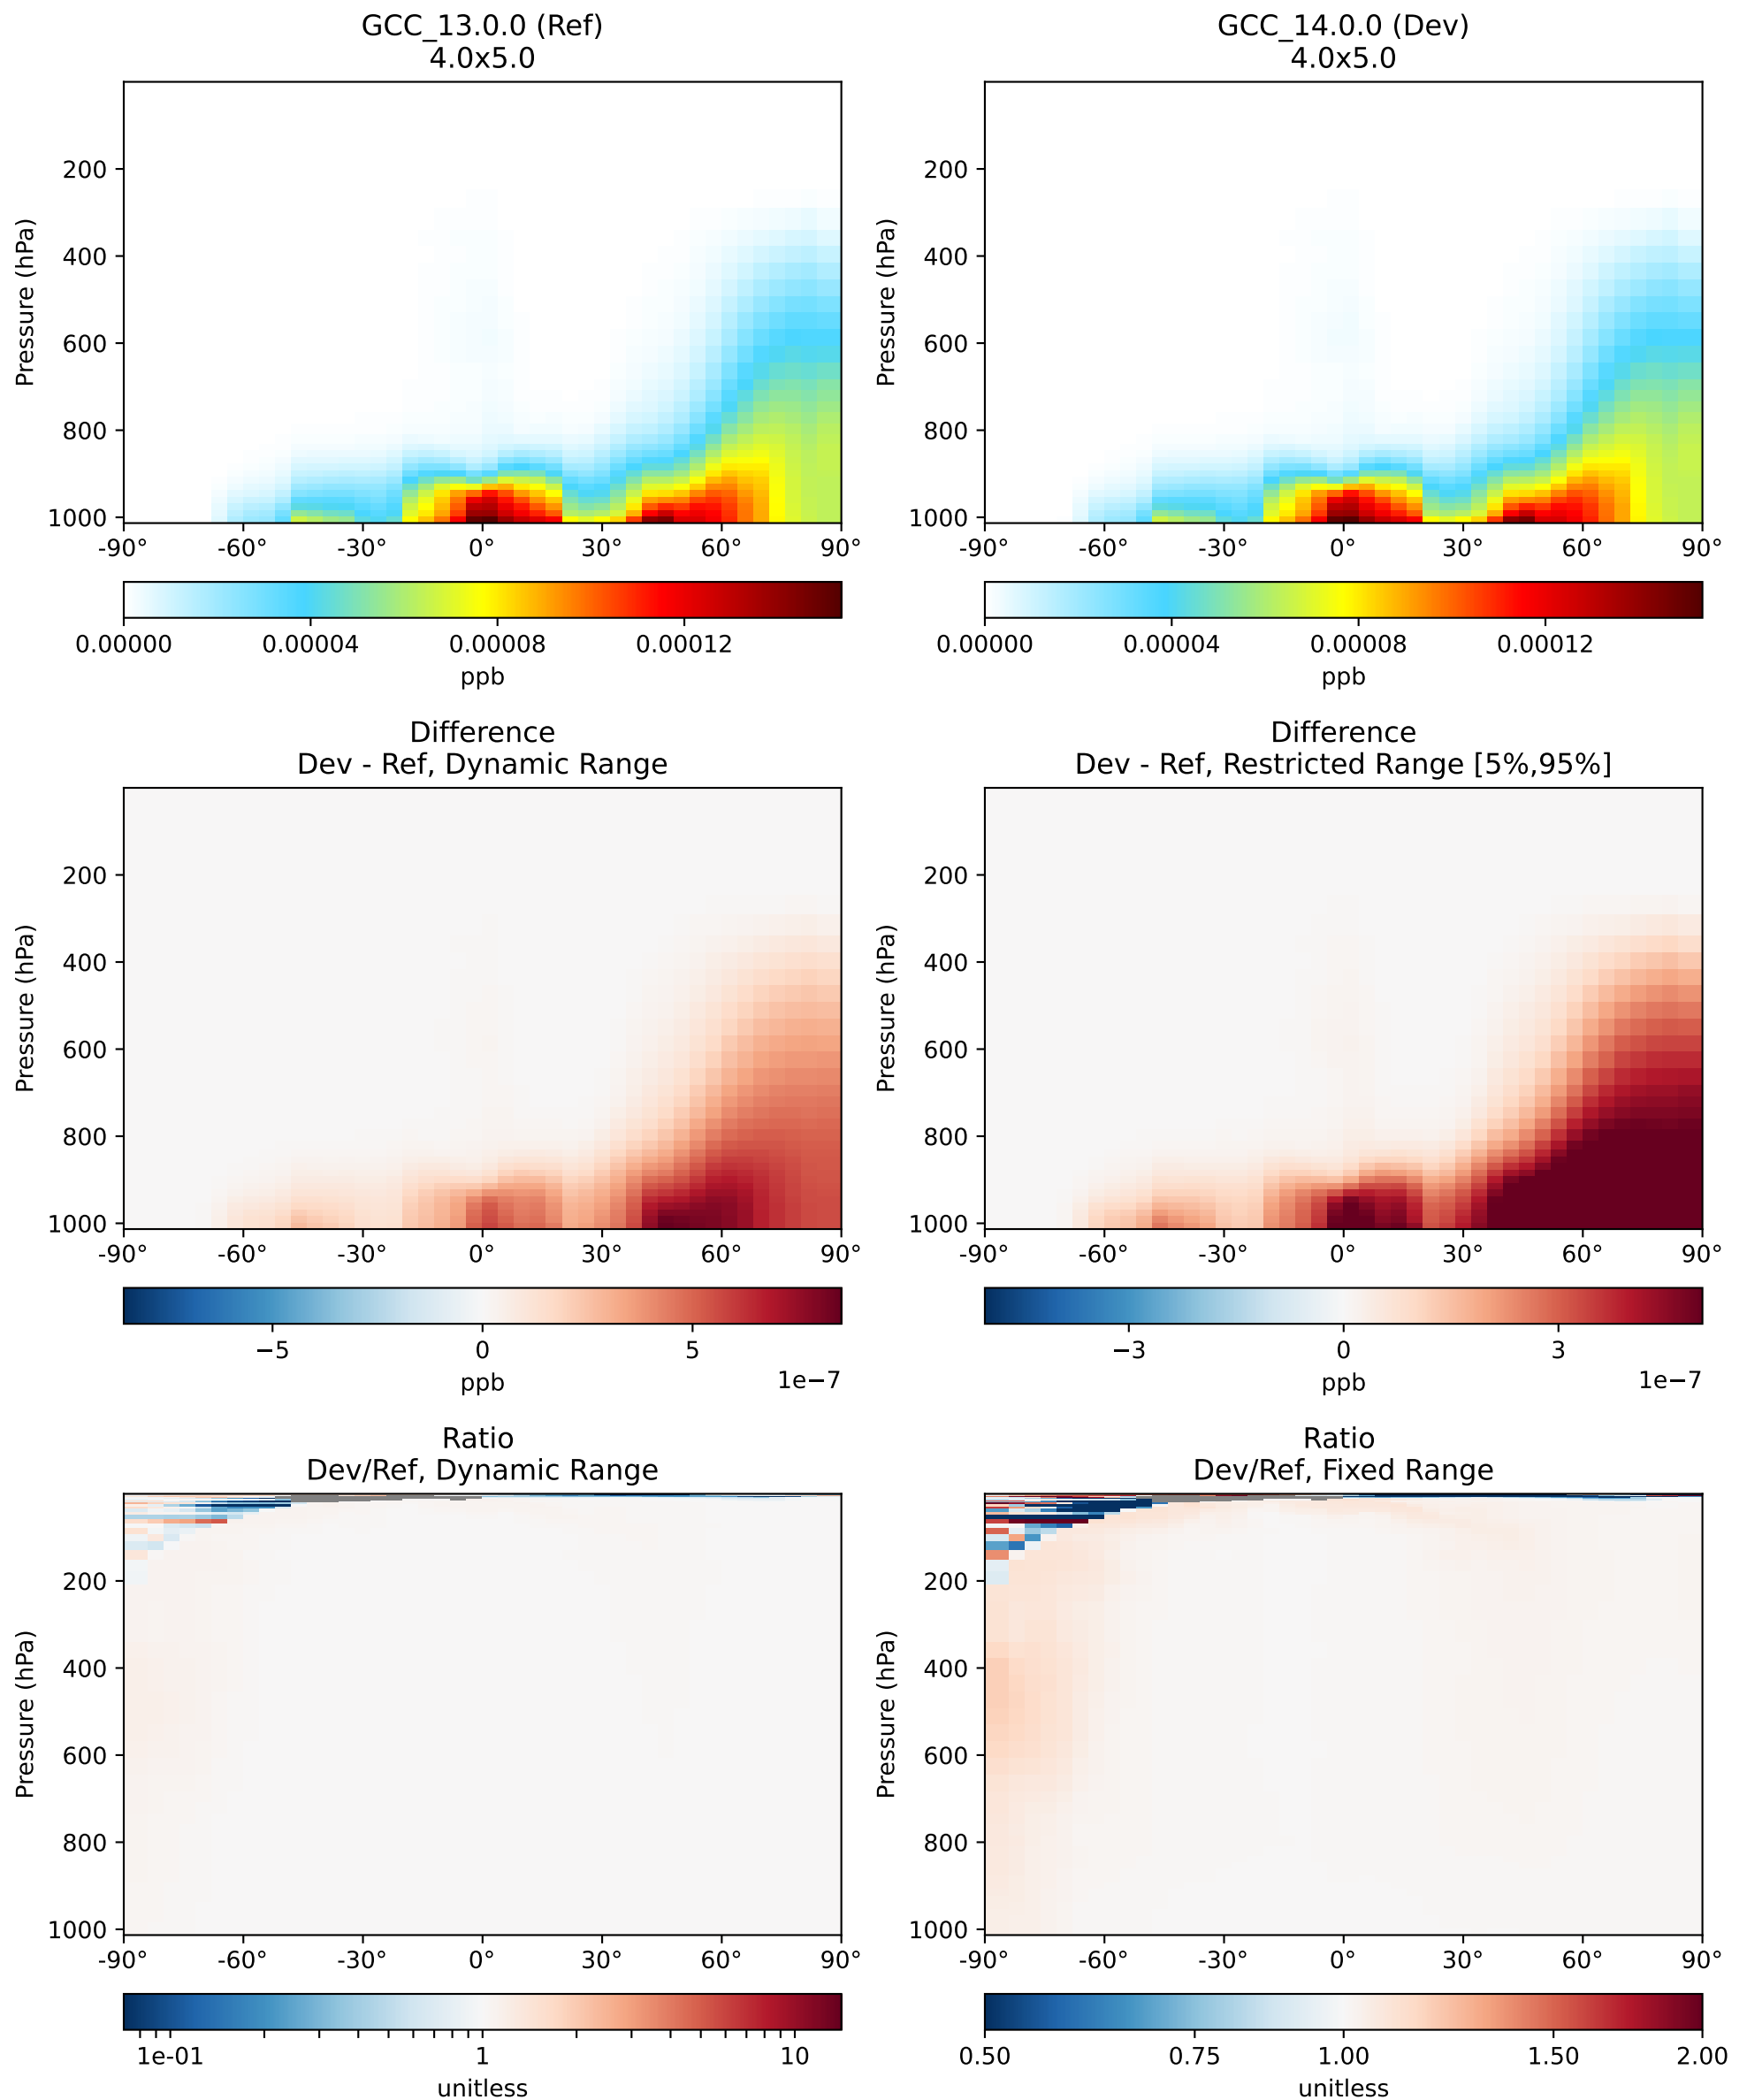 GCC_13.0.0 (Ref)
4.0x5.0
Pressure (hPa)
200
400
600
800
1000
-90° -60° -30° 0° 30° 60° 90°
0.00000 0.00004 0.00008 0.00012
ppb
GCC_14.0.0 (Dev)
4.0x5.0
Pressure (hPa)
200
400
600
800
1000
-90° -60° -30° 0° 30° 60° 90°
0.00000 0.00004 0.00008 0.00012
ppb
Difference
Dev - Ref, Dynamic Range
Pressure (hPa)
200
400
600
800
1000
-90° -60° -30° 0° 30° 60° 90°
−5 0 5
ppb 1e−7
Difference
Dev - Ref, Restricted Range [5%,95%]
Pressure (hPa)
200
400
600
800
1000
-90° -60° -30° 0° 30° 60° 90°
−3 0 3
ppb 1e−7
Ratio
Dev/Ref, Dynamic Range
Pressure (hPa)
200
400
600
800
1000
-90° -60° -30° 0° 30° 60° 90°
1e-01 1 10
unitless
Ratio
Dev/Ref, Fixed Range
Pressure (hPa)
200
400
600
800
1000
-90° -60° -30° 0° 30° 60° 90°
0.50 0.75 1.00 1.50 2.00
unitless